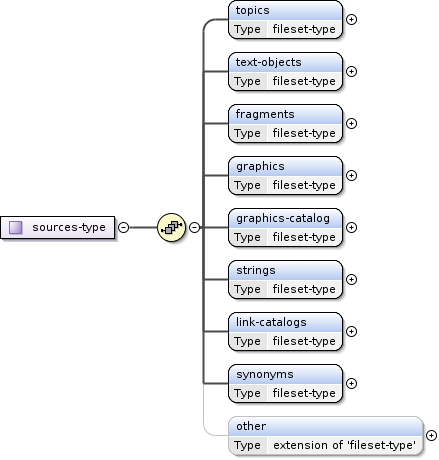 topics
Type fileset-type
text-objects
Type fileset-type
fragments
Type fileset-type
graphics
Type fileset-type
sources-type
graphics-catalog
Type fileset-type
strings
Type fileset-type
link-catalogs
Type fileset-type
synonyms
Type fileset-type
other
Type extension of 'fileset-type'